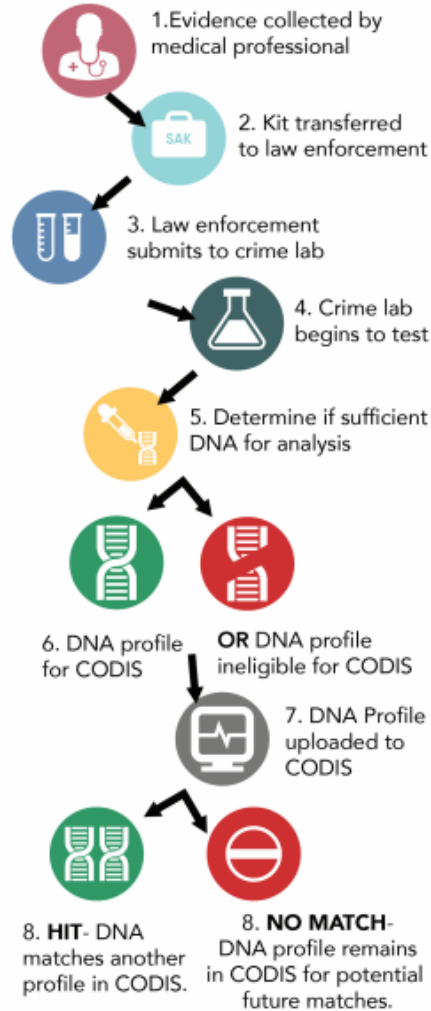 1.Evidence collected by
medical professional
SAK
2. Kit transferred
to law enforcement
3. Law enforcement
submits to crime lab
4. Crime lab
begins to test
5. Determine if sufficient
DNA for analysis
6. DNA profile
for CODIS
OR DNA profile
ineligible for CODIS
7. DNA Profile
uploaded to
CODIS
8. HIT- DNA
matches another
profile in CODIS.
8. NO MATCH-
DNA profile remains
in CODIS for potential
future matches.